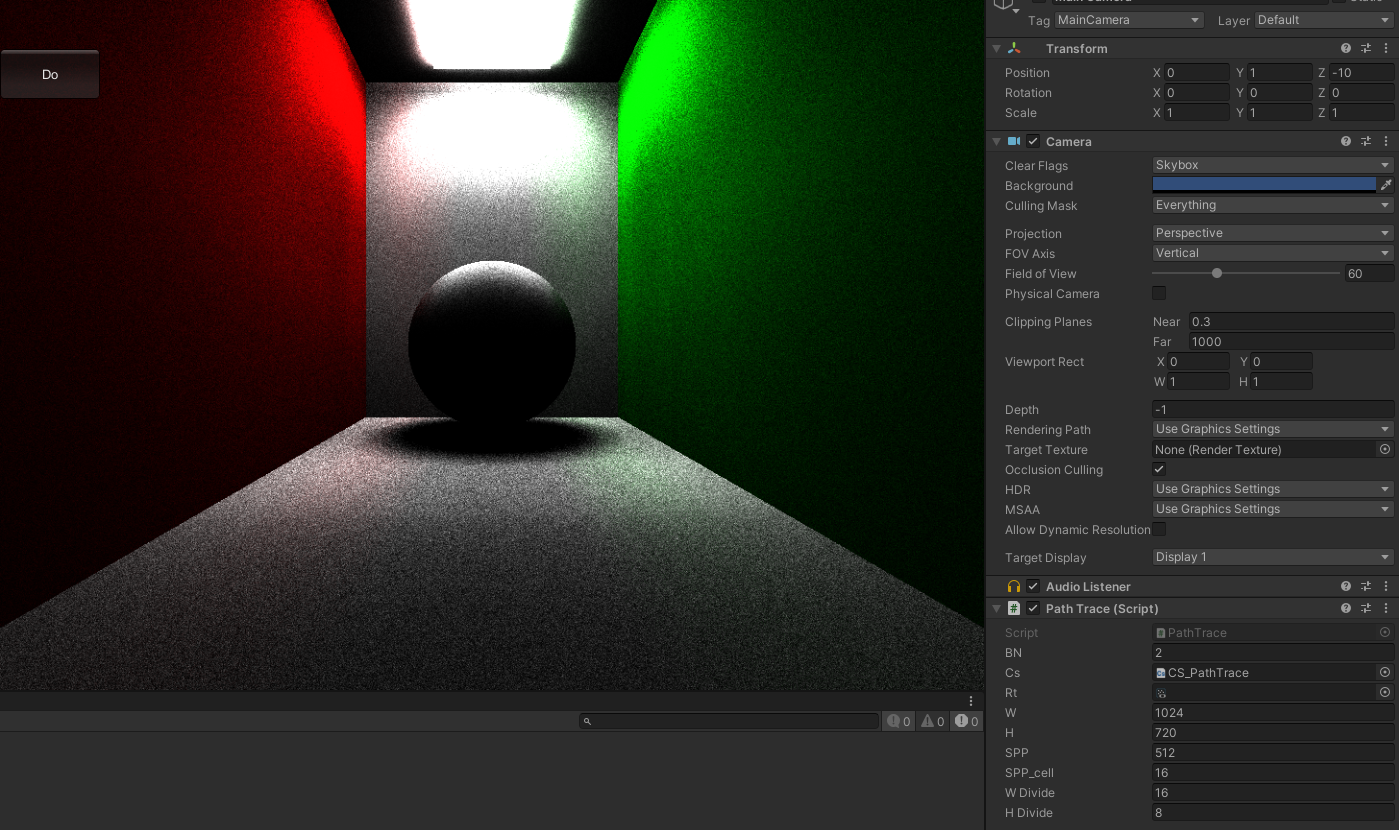 Main Camera
Tag MainCamera Layer Default
Do
Transform
Position X 0 Y 1 Z -10
Rotation X 0 Y 0 Z 0
Scale X 1 Y 1 Z 1
Camera
Clear Flags Skybox
Background
Culling Mask Everything
Projection Perspective
FOV Axis Vertical
Field of View 60
Physical Camera
Clipping Planes Near 0.3
Far 1000
Viewport Rect X 0 Y 0
W 1 H 1
Depth -1
Rendering Path Use Graphics Settings
Target Texture None (Render Texture)
Occlusion Culling
HDR Use Graphics Settings
MSAA Use Graphics Settings
Allow Dynamic Resolution
Target Display Display 1
Audio Listener
# Path Trace (Script)
Script PathTrace
BN 2
Cs CS_PathTrace
Rt
W 1024
0 0 0
H 720
SPP 512
SPP_cell 16
W Divide 16
H Divide 8